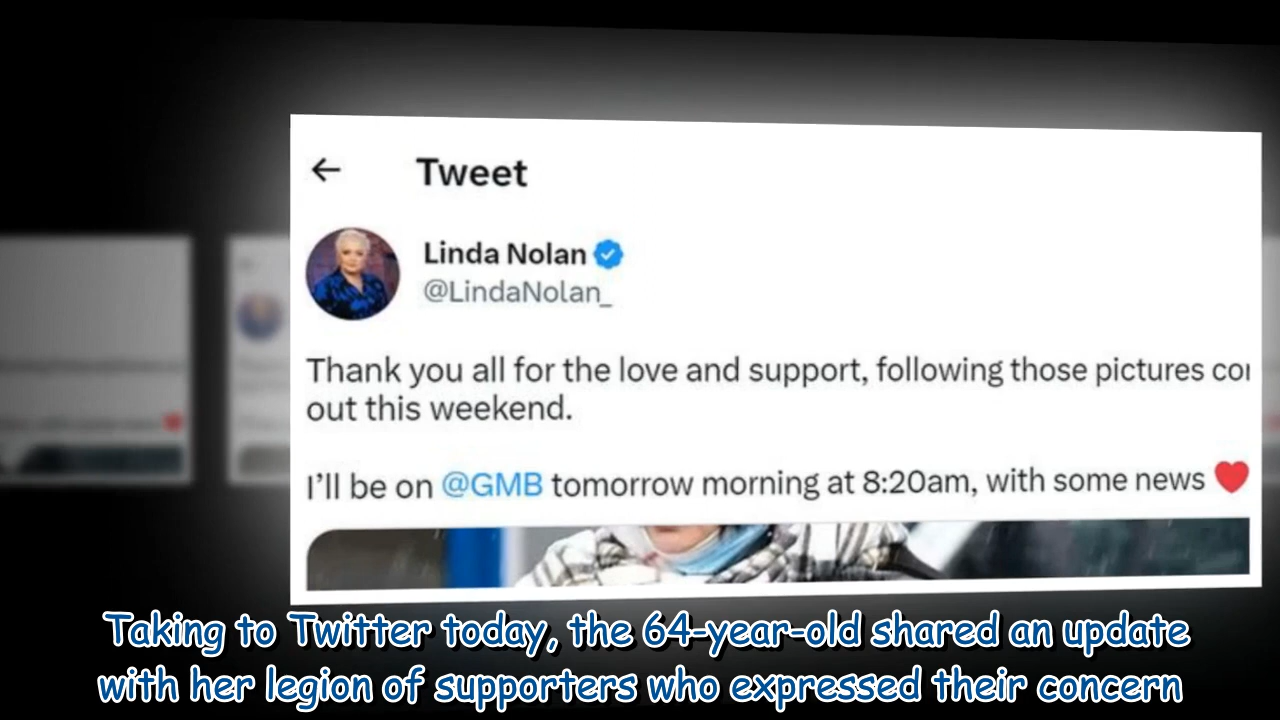 Tweet
Linda Nolan
@LindaNolan_
Thank you all for the love and support, following those pictures
out this weekend.
I'll be on @GMB tomorrow morning at 8:20am, with some news ❤️
Taking to Twitter today, the 64-year-old shared an update
with her legion of supporters who expressed their concern